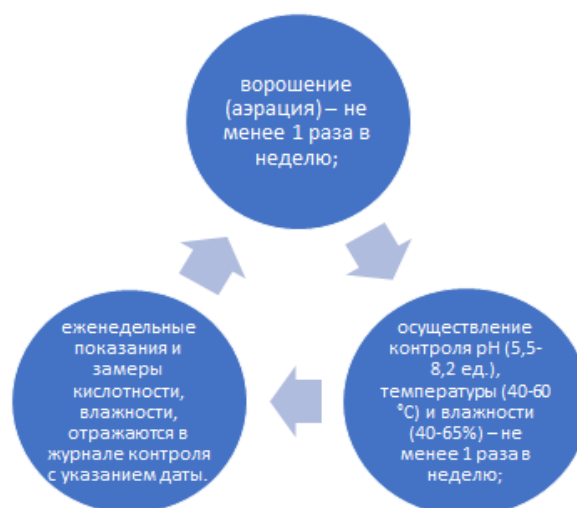 ворошение
(аэрация) – не
менее 1 раза в
неделю;
осуществление
контроля pH (5,5-
8,2 ед.),
температуры (40-60
°С) и влажности
(40-65%) – не
менее 1 раза в
неделю;
еженедельные
показания и
замеры
кислотности,
влажности,
отражаются в
журнале контроля
с указанием даты.